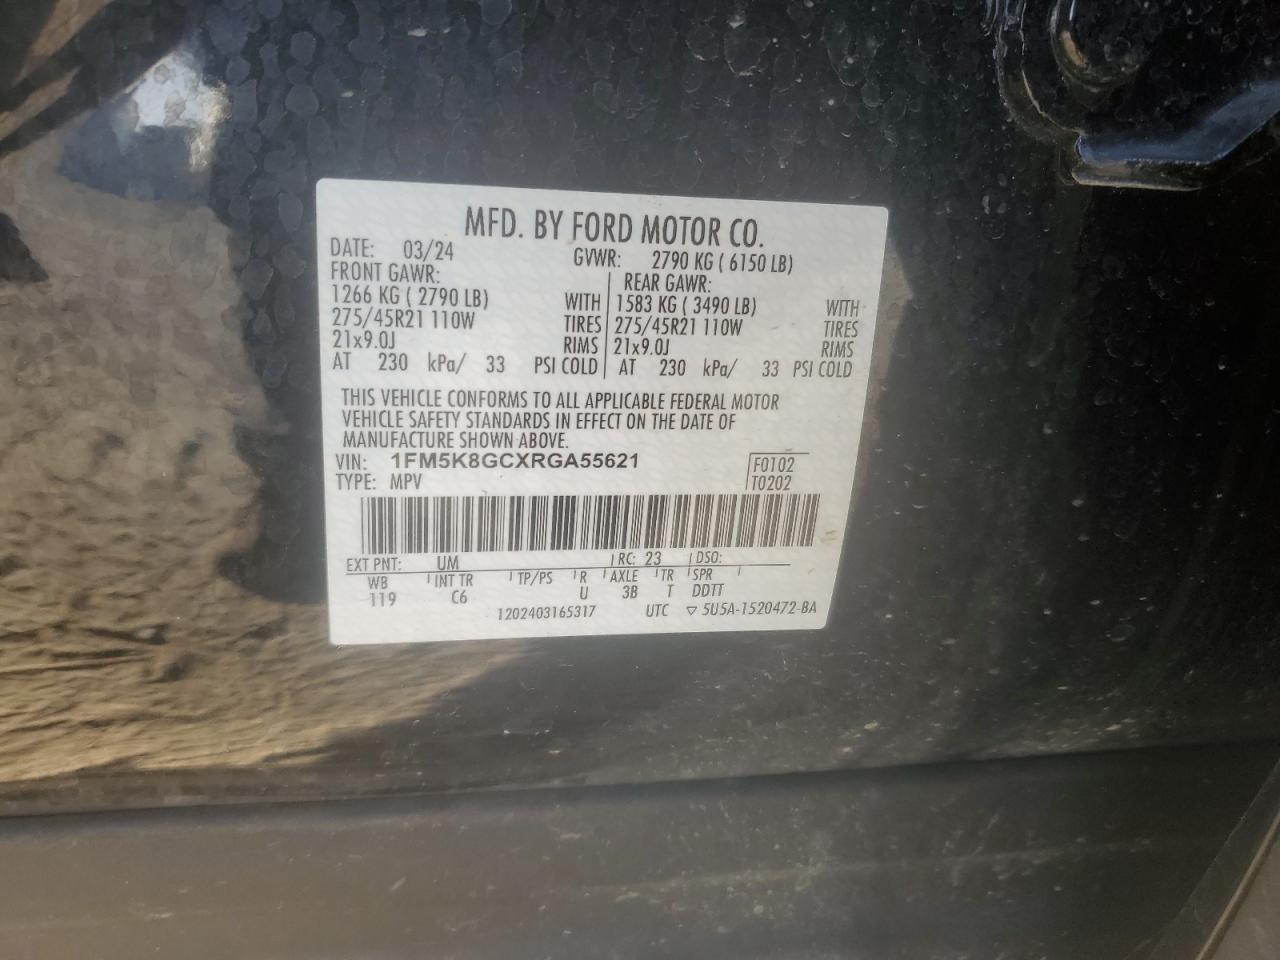 MFD. BY FORD MOTOR CO.
DATE: 03/24 GVWR: 2790 KG ( 6150 LB)
FRONT GAWR: REAR GAWR:
1266 KG ( 2790 LB) WITH 1583 KG ( 3490 LB) WITH
275/45R21 110W TIRES 275/45R21 110W TIRES
21x9.0J RIMS 21x9.0J RIMS
AT 230 kPa/ 33 PSI COLD AT 230 kPa/ 33 PSI COLD
THIS VEHICLE CONFORMS TO ALL APPLICABLE FEDERAL MOTOR
VEHICLE SAFETY STANDARDS IN EFFECT ON THE DATE OF
MANUFACTURE SHOWN ABOVE.
VIN: 1FM5K8GCXRGA55621 F0102
TYPE: MPV T0202
EXT PNT: UM RC: 23 DSO:
WB INT TR TP/PS R AXLE TR SPR
119 C6 U 3B T DDTT
1202403165317 UTC ▽ 5U5A-1520472-BA